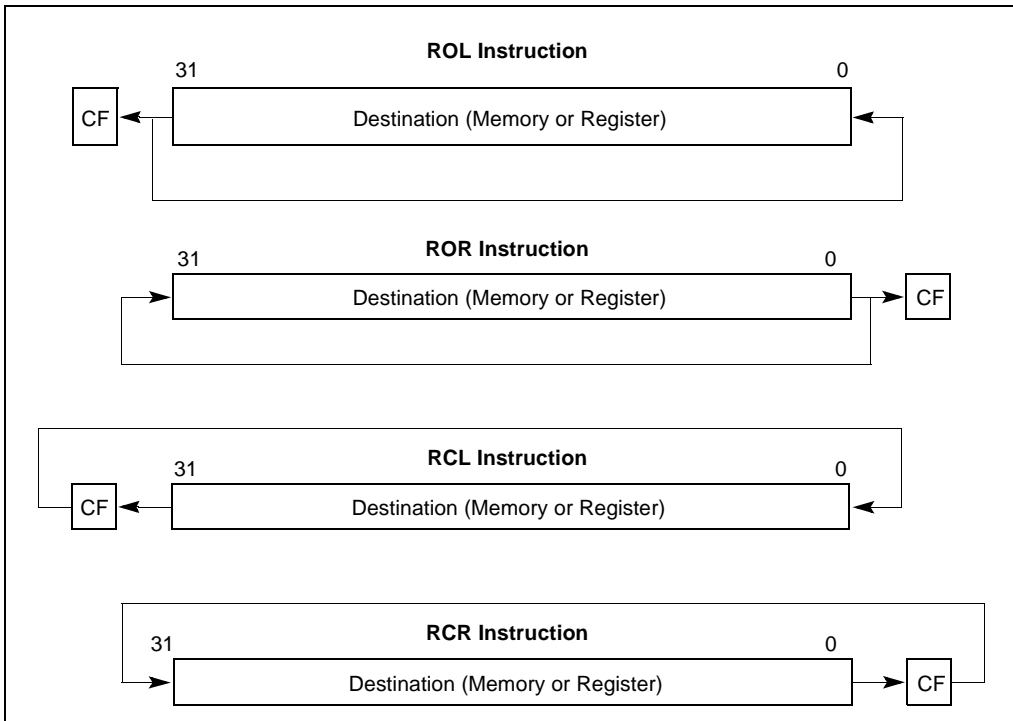 ROL Instruction
31 0
CF Destination (Memory or Register)
ROR Instruction
31 0
Destination (Memory or Register) CF
RCL Instruction
31 0
CF Destination (Memory or Register)
RCR Instruction
31 0
Destination (Memory or Register) CF